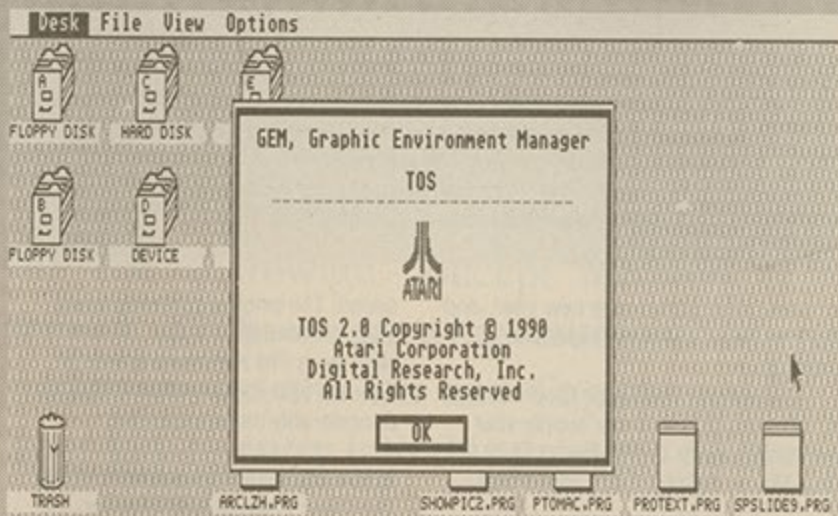 Desk File View Options
A
C
E
FLOPPY DISK
HARD DISK
GEM, Graphic Environment Manager
TOS
ATARI
TOS 2.0 Copyright © 1990
Atari Corporation
Digital Research, Inc.
All Rights Reserved
OK
B
D
FLOPPY DISK
DEVICE
TRASH
ARCLZH.PRG
SHOWPIC2.PRG
PTOMAC.PRG
PROTEXT.PRG
SPSLIDE9.PRG